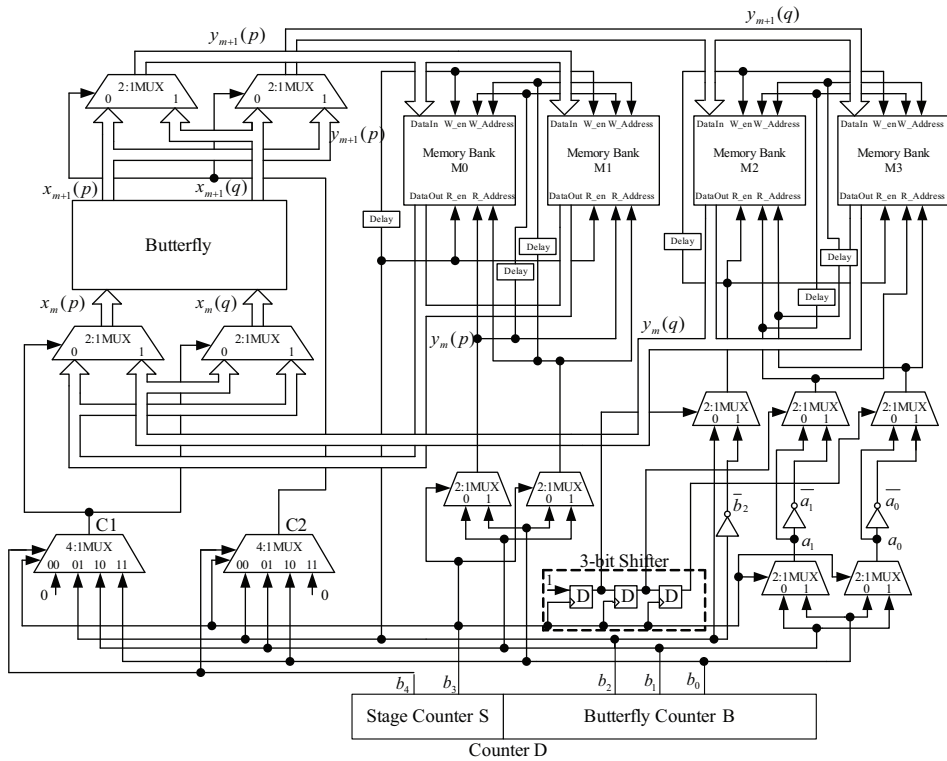 y_{m+1}(p)
y_{m+1}(q)
2:1MUX
0 1
2:1MUX
0 1
y_{m+1}(p)
x_{m+1}(p)
x_{m+1}(q)
DataIn W_en W_Address
Memory Bank
M0
DataOut R_en R_Address
DataIn W_en W_Address
Memory Bank
M1
DataOut R_en R_Address
DataIn W_en W_Address
Memory Bank
M2
DataOut R_en R_Address
DataIn W_en W_Address
Memory Bank
M3
DataOut R_en R_Address
Butterfly
Delay
Delay
Delay
Delay
Delay
Delay
x_m(p)
x_m(q)
2:1MUX
0 1
2:1MUX
0 1
y_m(p)
y_m(q)
2:1MUX
0 1
2:1MUX
0 1
2:1MUX
0 1
2:1MUX
0 1
2:1MUX
0 1
b̄_2
a̅_1
a̅_0
a_1
a_0
C1
4:1MUX
00 01 10 11
0
C2
4:1MUX
00 01 10 11
0
3-bit Shifter
1
D
D
D
2:1MUX
0 1
2:1MUX
0 1
b_4
b_3
b_2
b_1
b_0
Stage Counter S
Butterfly Counter B
Counter D